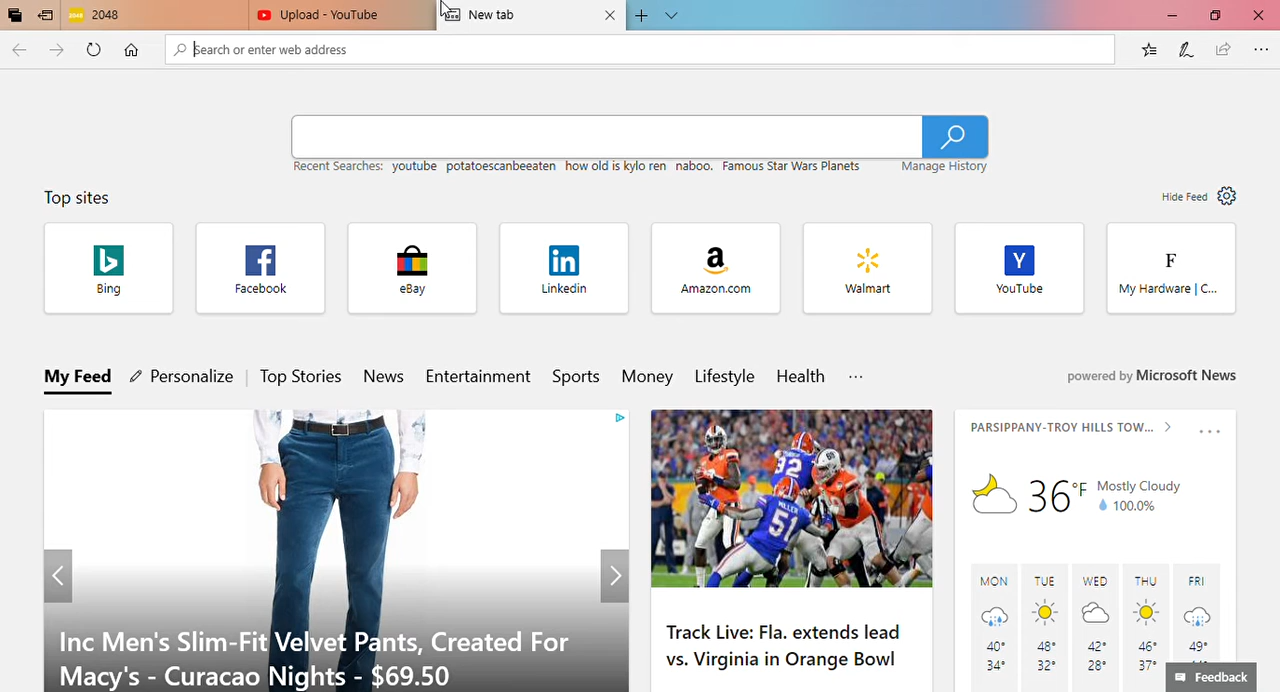 2048 2048
Upload - YouTube
New tab
Search or enter web address
Recent Searches: youtube potatoescanbeeaten how old is kylo ren naboo. Famous Star Wars Planets Manage History
Top sites
Hide Feed
Bing
Facebook
eBay
Linkedin
Amazon.com
Walmart
Y
YouTube
F
My Hardware | C...
My Feed Personalize | Top Stories News Entertainment Sports Money Lifestyle Health ...
powered by Microsoft News
Inc Men's Slim-Fit Velvet Pants, Created For
Macy's - Curacao Nights - $69.50
32
MILLER
51
Track Live: Fla. extends lead
vs. Virginia in Orange Bowl
PARSIPPANY-TROY HILLS TOW...
36°F
Mostly Cloudy
100.0%
MON TUE WED THU FRI
40° 48° 42° 46° 49°
34° 32° 28° 37°
Feedback